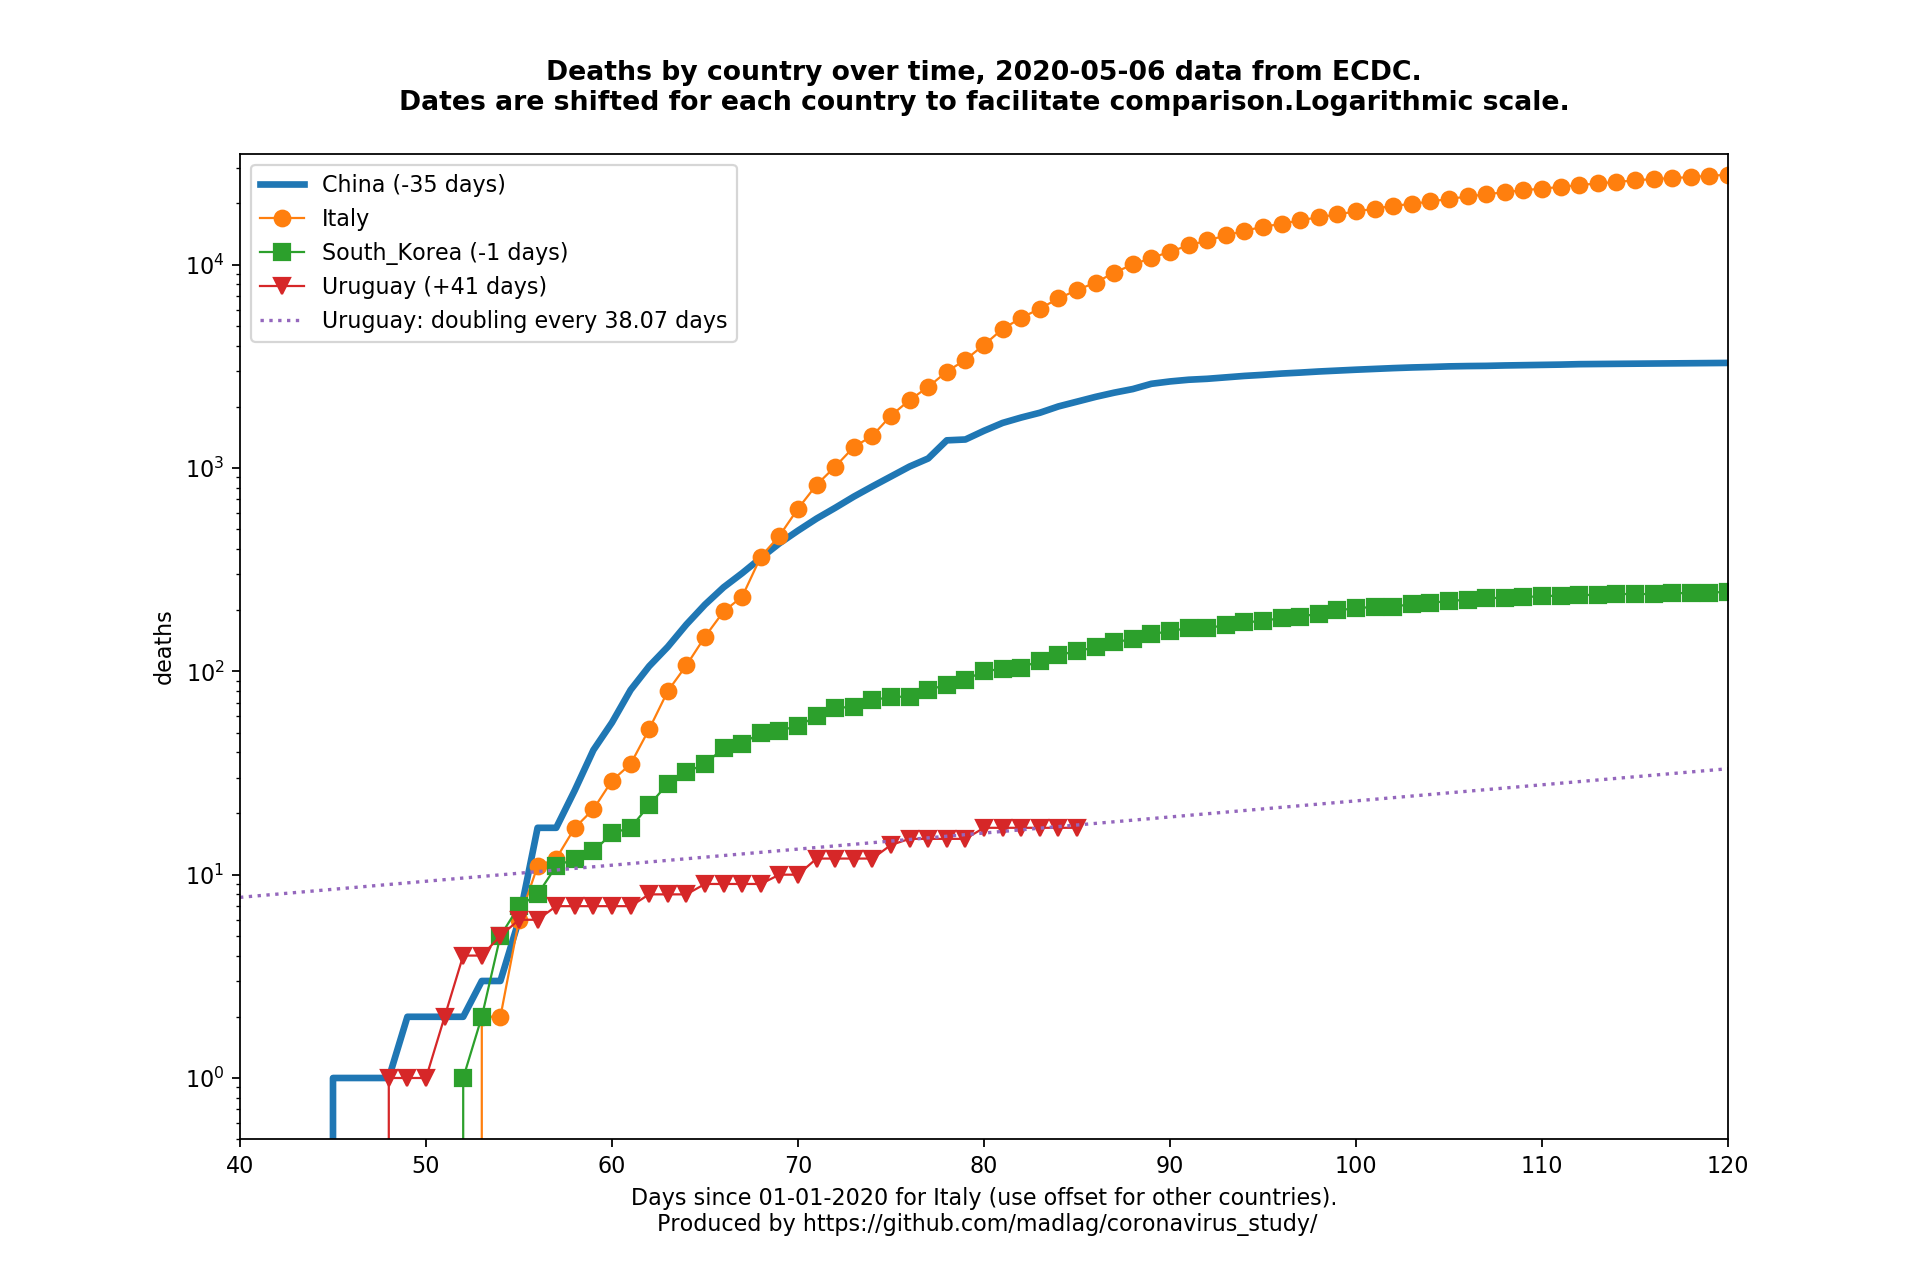 Deaths by country over time, 2020-05-06 data from ECDC.
Dates are shifted for each country to facilitate comparison.Logarithmic scale.
China (-35 days)
Italy
South_Korea (-1 days)
Uruguay (+41 days)
Uruguay: doubling every 38.07 days
deaths
10⁴
10³
10²
10¹
10⁰
40 50 60 70 80 90 100 110 120
Days since 01-01-2020 for Italy (use offset for other countries).
Produced by https://github.com/madlag/coronavirus_study/